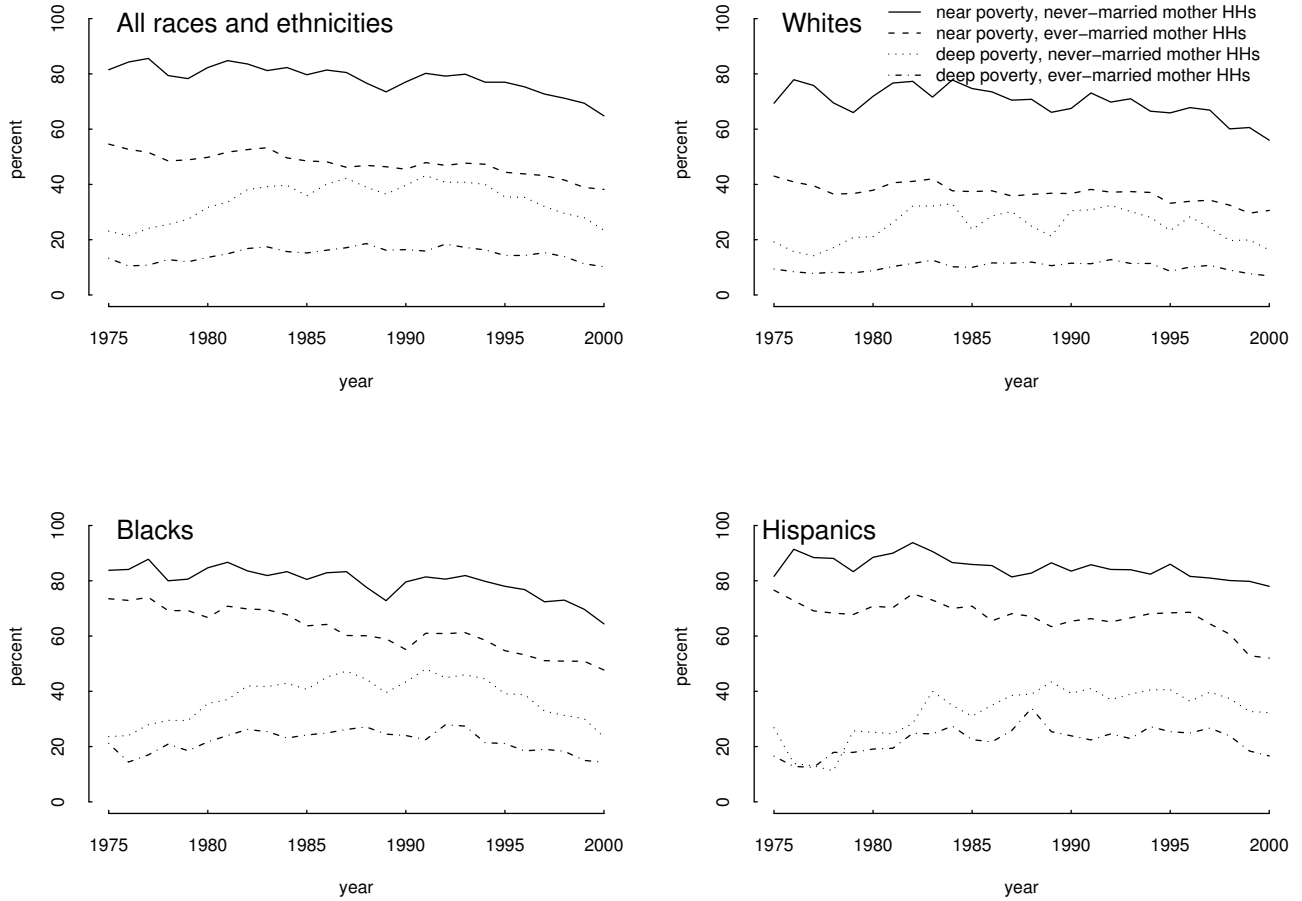 All races and ethnicities
percent
0 20 40 60 80 100
1975 1980 1985 1990 1995 2000
year
Whites
near poverty, never−married mother HHs
near poverty, ever−married mother HHs
deep poverty, never−married mother HHs
deep poverty, ever−married mother HHs
percent
0 20 40 60 80 100
1975 1980 1985 1990 1995 2000
year
Blacks
percent
0 20 40 60 80 100
1975 1980 1985 1990 1995 2000
year
Hispanics
percent
0 20 40 60 80 100
1975 1980 1985 1990 1995 2000
year